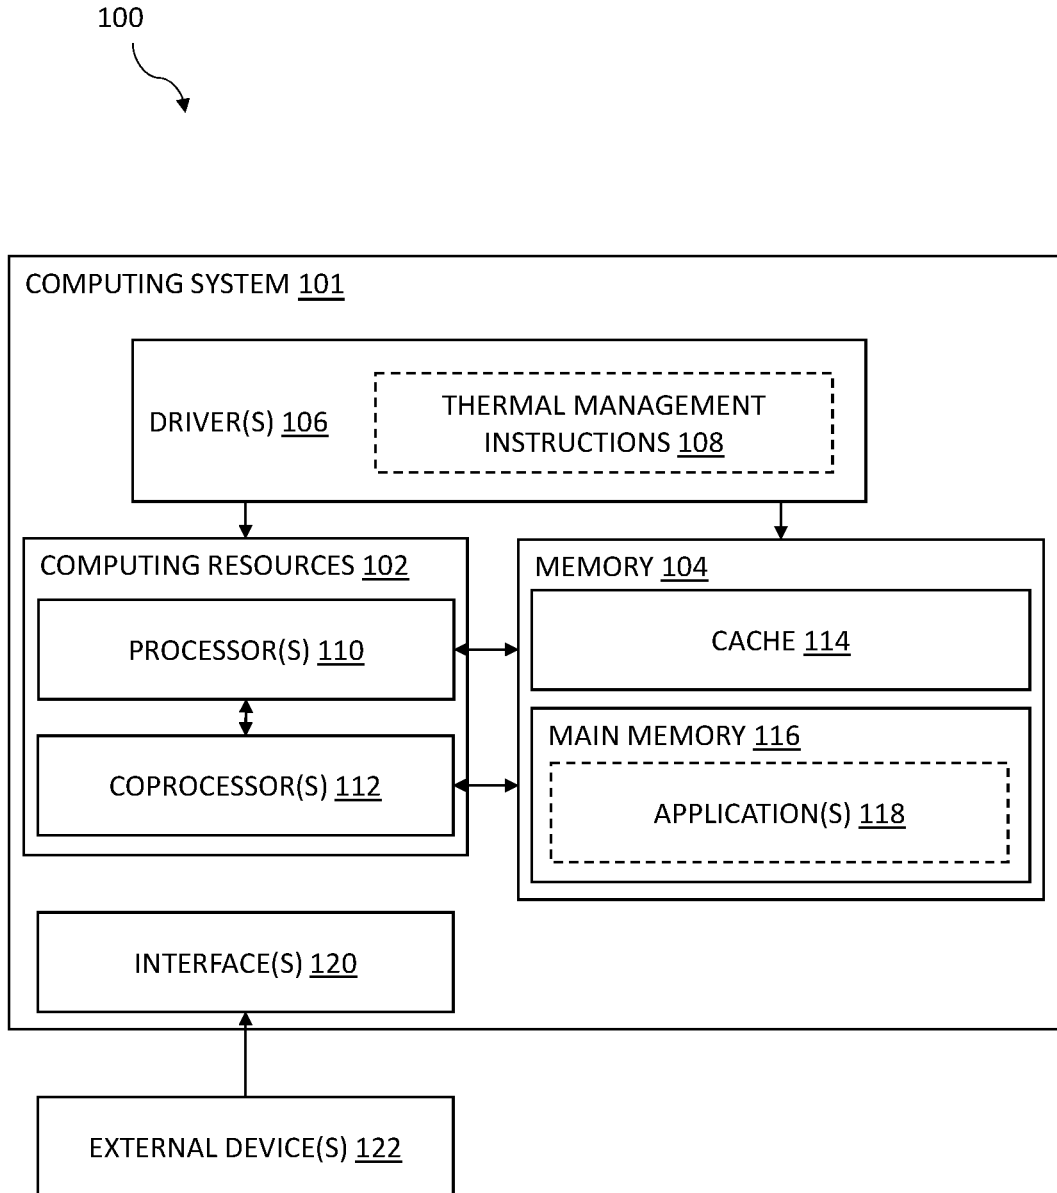 100
COMPUTING SYSTEM 101
DRIVER(S) 106
THERMAL MANAGEMENT
INSTRUCTIONS 108
COMPUTING RESOURCES 102
PROCESSOR(S) 110
COPROCESSOR(S) 112
MEMORY 104
CACHE 114
MAIN MEMORY 116
APPLICATION(S) 118
INTERFACE(S) 120
EXTERNAL DEVICE(S) 122